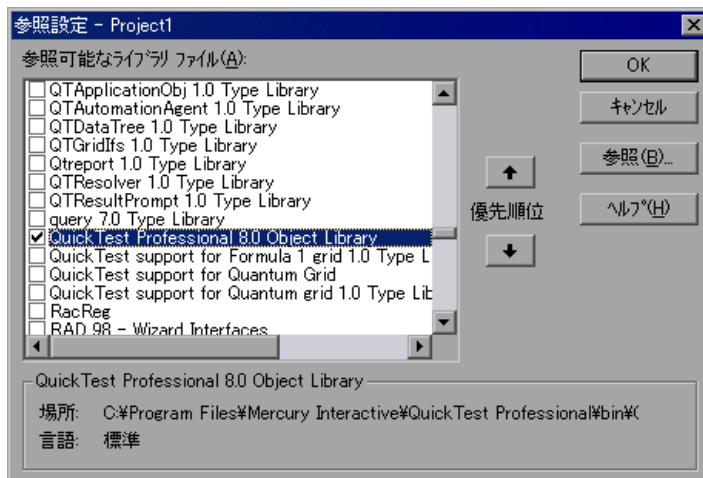 参照設定 - Project1
参照可能なライブラリ ファイル(A):
QTApplicationObj 1.0 Type Library
QTAutomationAgent 1.0 Type Library
QTDataTree 1.0 Type Library
QTGridIfs 1.0 Type Library
Qtreport 1.0 Type Library
QTResolver 1.0 Type Library
QTResultPrompt 1.0 Type Library
query 7.0 Type Library
QuickTest Professional 8.0 Object Library
QuickTest support for Formula 1 grid 1.0 Type L
QuickTest support for Quantum Grid
QuickTest support for Quantum grid 1.0 Type Lib
RacReg
RAD 98 - Wizard Interfaces
優先順位
OK
キャンセル
参照(B)...
ヘルプ(H)
QuickTest Professional 8.0 Object Library
場所: C:¥Program Files¥Mercury Interactive¥QuickTest Professional¥bin¥(
言語: 標準